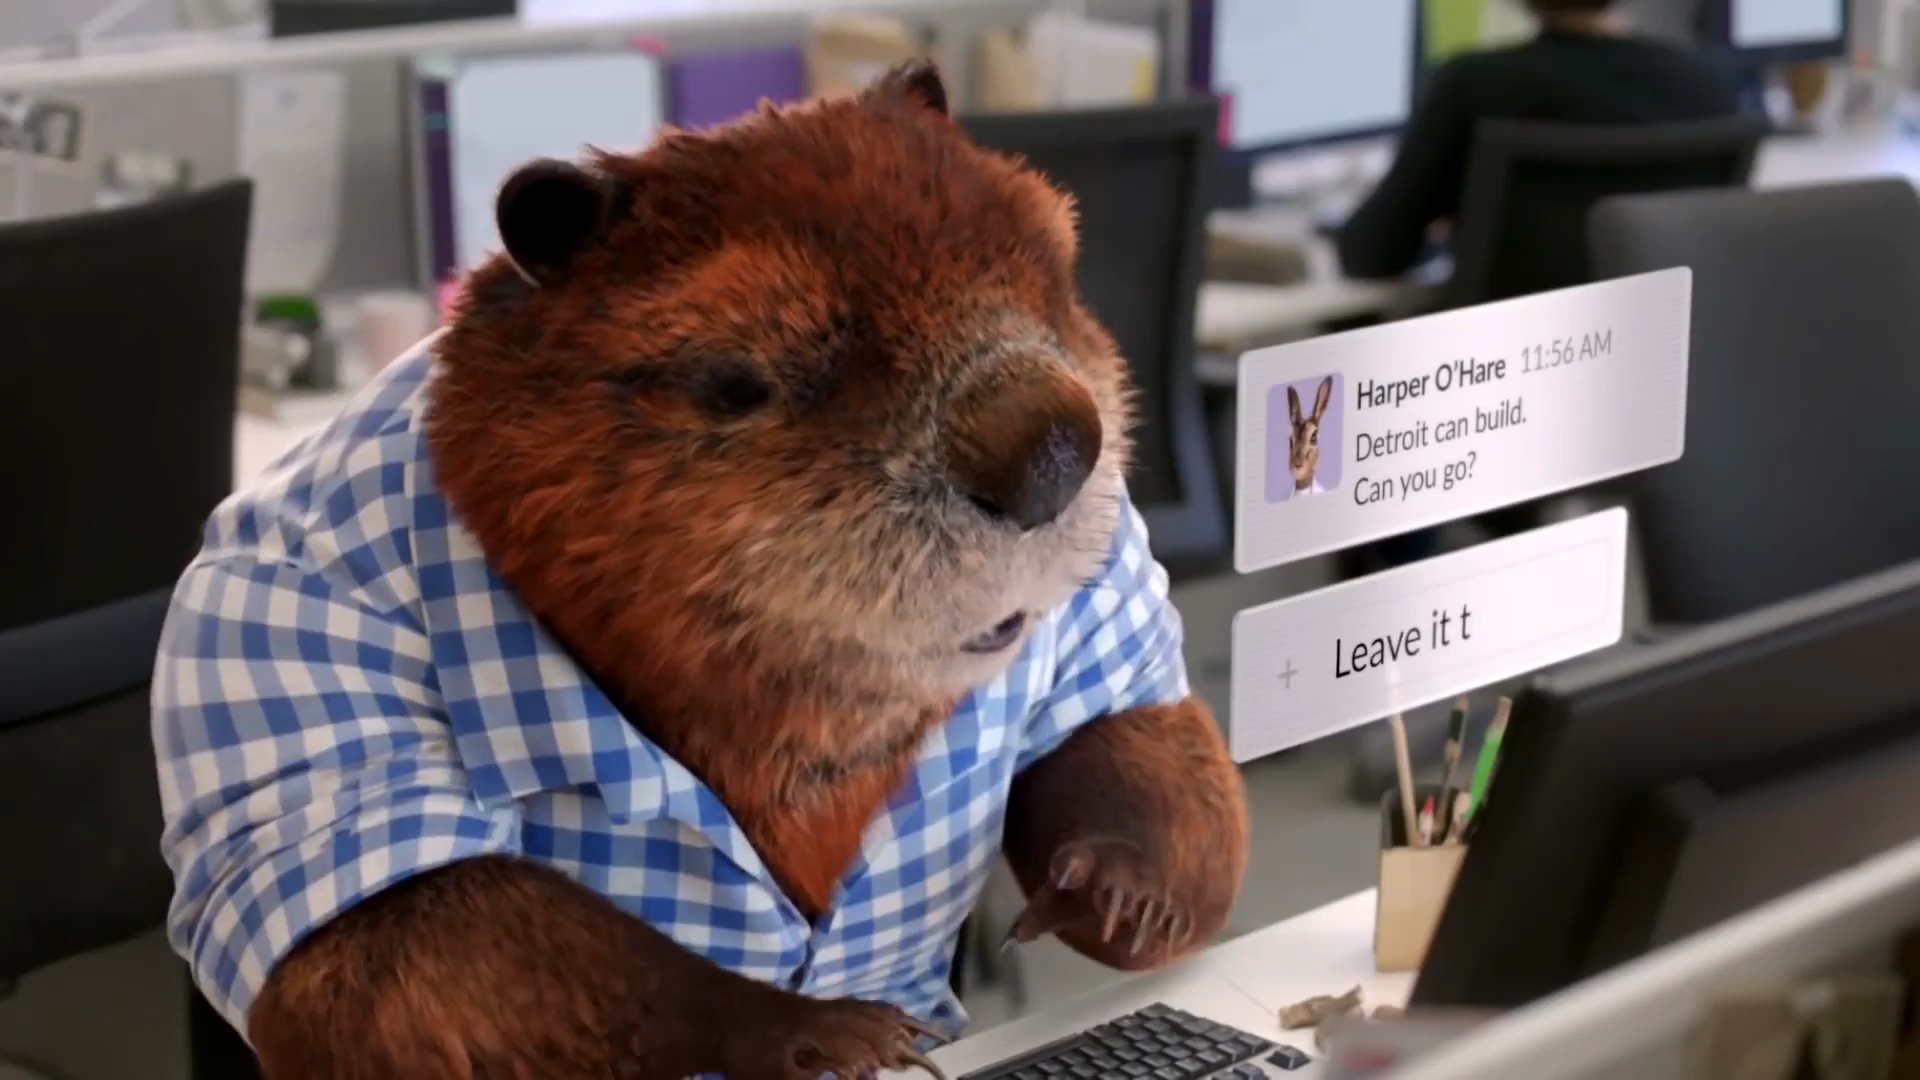 Harper O'Hare 11:56 AM
Detroit can build.
Can you go?
+ Leave it t